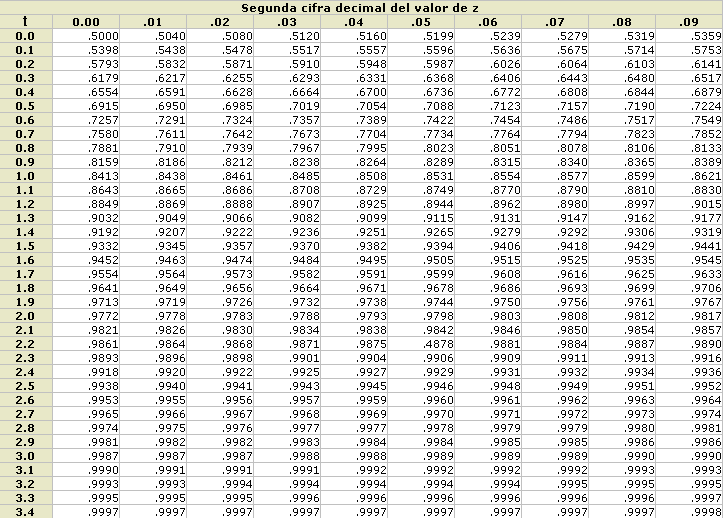 Segunda cifra decimal del valor de z
t 0.00 .01 .02 .03 .04 .05 .06 .07 .08 .09
0.0 .5000 .5040 .5080 .5120 .5160 .5199 .5239 .5279 .5319 .5359
0.1 .5398 .5438 .5478 .5517 .5557 .5596 .5636 .5675 .5714 .5753
0.2 .5793 .5832 .5871 .5910 .5948 .5987 .6026 .6064 .6103 .6141
0.3 .6179 .6217 .6255 .6293 .6331 .6368 .6406 .6443 .6480 .6517
0.4 .6554 .6591 .6628 .6664 .6700 .6736 .6772 .6808 .6844 .6879
0.5 .6915 .6950 .6985 .7019 .7054 .7088 .7123 .7157 .7190 .7224
0.6 .7257 .7291 .7324 .7357 .7389 .7422 .7454 .7486 .7517 .7549
0.7 .7580 .7611 .7642 .7673 .7704 .7734 .7764 .7794 .7823 .7852
0.8 .7881 .7910 .7939 .7967 .7995 .8023 .8051 .8078 .8106 .8133
0.9 .8159 .8186 .8212 .8238 .8264 .8289 .8315 .8340 .8365 .8389
1.0 .8413 .8438 .8461 .8485 .8508 .8531 .8554 .8577 .8599 .8621
1.1 .8643 .8665 .8686 .8708 .8729 .8749 .8770 .8790 .8810 .8830
1.2 .8849 .8869 .8888 .8907 .8925 .8944 .8962 .8980 .8997 .9015
1.3 .9032 .9049 .9066 .9082 .9099 .9115 .9131 .9147 .9162 .9177
1.4 .9192 .9207 .9222 .9236 .9251 .9265 .9279 .9292 .9306 .9319
1.5 .9332 .9345 .9357 .9370 .9382 .9394 .9406 .9418 .9429 .9441
1.6 .9452 .9463 .9474 .9484 .9495 .9505 .9515 .9525 .9535 .9545
1.7 .9554 .9564 .9573 .9582 .9591 .9599 .9608 .9616 .9625 .9633
1.8 .9641 .9649 .9656 .9664 .9671 .9678 .9686 .9693 .9699 .9706
1.9 .9713 .9719 .9726 .9732 .9738 .9744 .9750 .9756 .9761 .9767
2.0 .9772 .9778 .9783 .9788 .9793 .9798 .9803 .9808 .9812 .9817
2.1 .9821 .9826 .9830 .9834 .9838 .9842 .9846 .9850 .9854 .9857
2.2 .9861 .9864 .9868 .9871 .9875 .4878 .9881 .9884 .9887 .9890
2.3 .9893 .9896 .9898 .9901 .9904 .9906 .9909 .9911 .9913 .9916
2.4 .9918 .9920 .9922 .9925 .9927 .9929 .9931 .9932 .9934 .9936
2.5 .9938 .9940 .9941 .9943 .9945 .9946 .9948 .9949 .9951 .9952
2.6 .9953 .9955 .9956 .9957 .9959 .9960 .9961 .9962 .9963 .9964
2.7 .9965 .9966 .9967 .9968 .9969 .9970 .9971 .9972 .9973 .9974
2.8 .9974 .9975 .9976 .9977 .9977 .9978 .9979 .9979 .9980 .9981
2.9 .9981 .9982 .9982 .9983 .9984 .9984 .9985 .9985 .9986 .9986
3.0 .9987 .9987 .9987 .9988 .9988 .9989 .9989 .9989 .9990 .9990
3.1 .9990 .9991 .9991 .9991 .9992 .9992 .9992 .9992 .9993 .9993
3.2 .9993 .9993 .9994 .9994 .9994 .9994 .9994 .9995 .9995 .9995
3.3 .9995 .9995 .9995 .9996 .9996 .9996 .9996 .9996 .9996 .9997
3.4 .9997 .9997 .9997 .9997 .9997 .9997 .9997 .9997 .9997 .9998